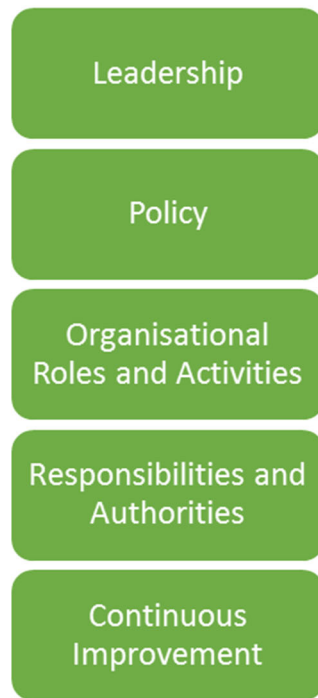 Leadership
Policy
Organisational
Roles and Activities
Responsibilities and
Authorities
Continuous
Improvement